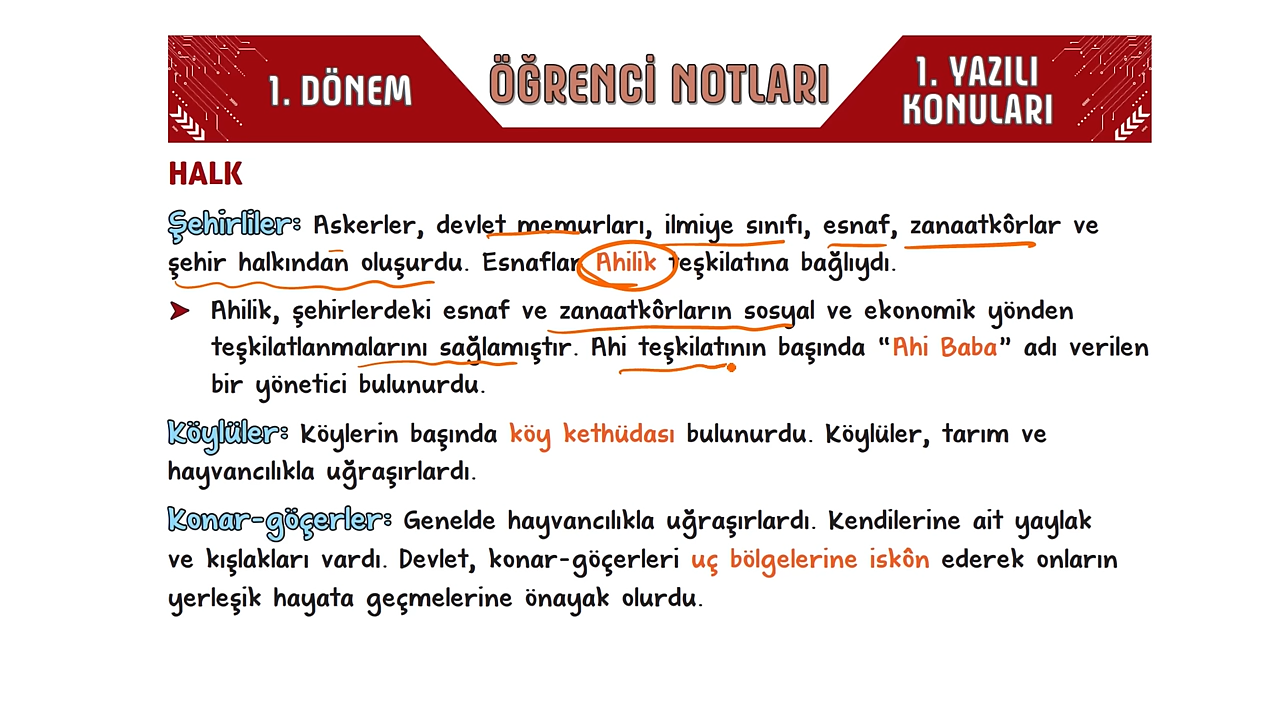 1. DÖNEM
ÖĞRENCİ NOTLARI
1. YAZILI
KONULARI
HALK
Şehirliler: Askerler, devlet memurları, ilmiye sınıfı, esnaf, zanaatkôrlar ve
şehir halkından oluşurdu. Esnaflar Ahilik teşkilatına bağlıydı.
➤ Ahilik, şehirlerdeki esnaf ve zanaatkôrların sosyal ve ekonomik yönden
teşkilatlanmalarını sağlamıştır. Ahi teşkilatının başında “Ahi Baba” adı verilen
bir yönetici bulunurdu.
Köylüler: Köylerin başında köy kethüdası bulunurdu. Köylüler, tarım ve
hayvancılıkla uğraşırlardı.
Konar-göçerler: Genelde hayvancılıkla uğraşırlardı. Kendilerine ait yaylak
ve kışlakları vardı. Devlet, konar-göçerleri uç bölgelerine iskôn ederek onların
yerleşik hayata geçmelerine önayak olurdu.